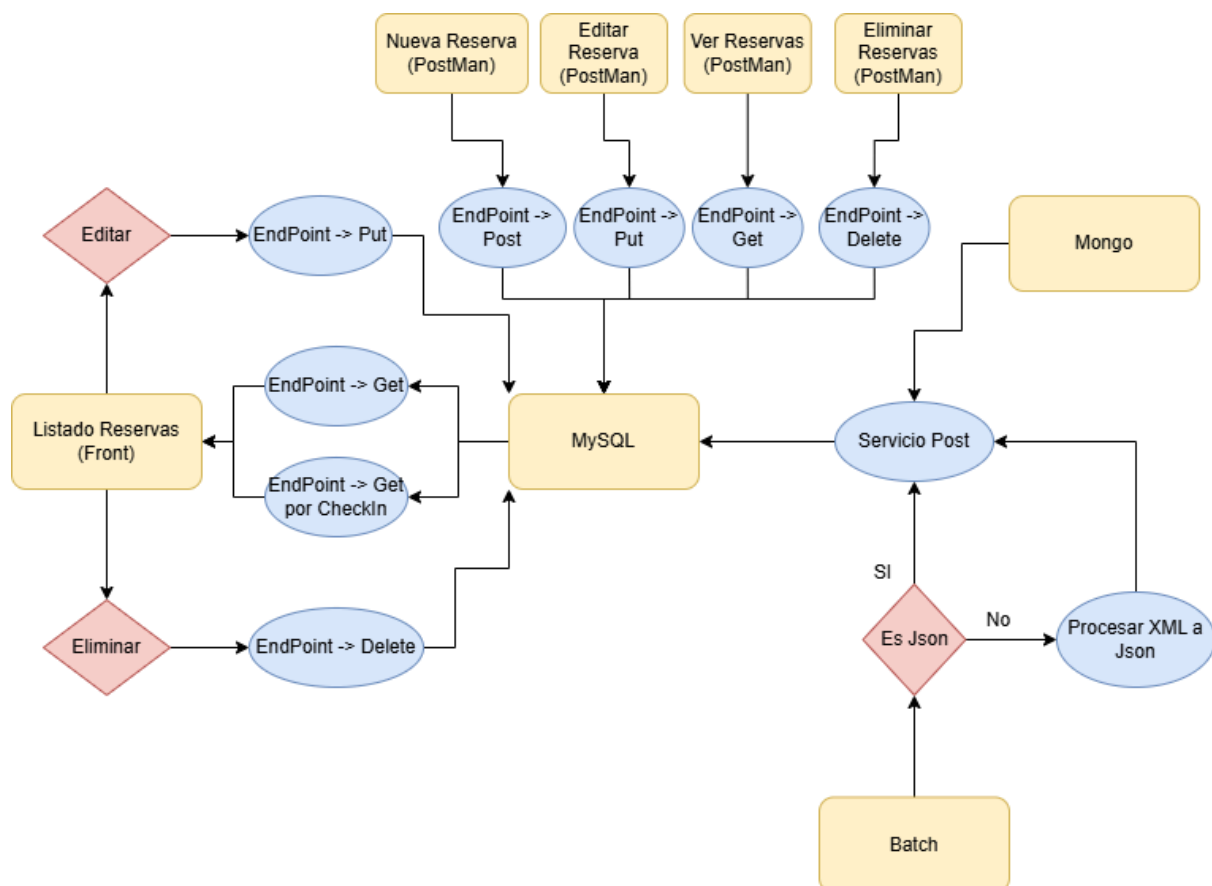 Nueva Reserva
(PostMan)
Editar
Reserva
(PostMan)
Ver Reservas
(PostMan)
Eliminar
Reservas
(PostMan)
Editar
EndPoint -> Put
EndPoint ->
Post
EndPoint ->
Put
EndPoint ->
Get
EndPoint ->
Delete
Mongo
EndPoint -> Get
Listado Reservas
(Front)
MySQL
Servicio Post
EndPoint -> Get
por CheckIn
SI
Eliminar
EndPoint -> Delete
Es Json
No
Procesar XML a
Json
Batch